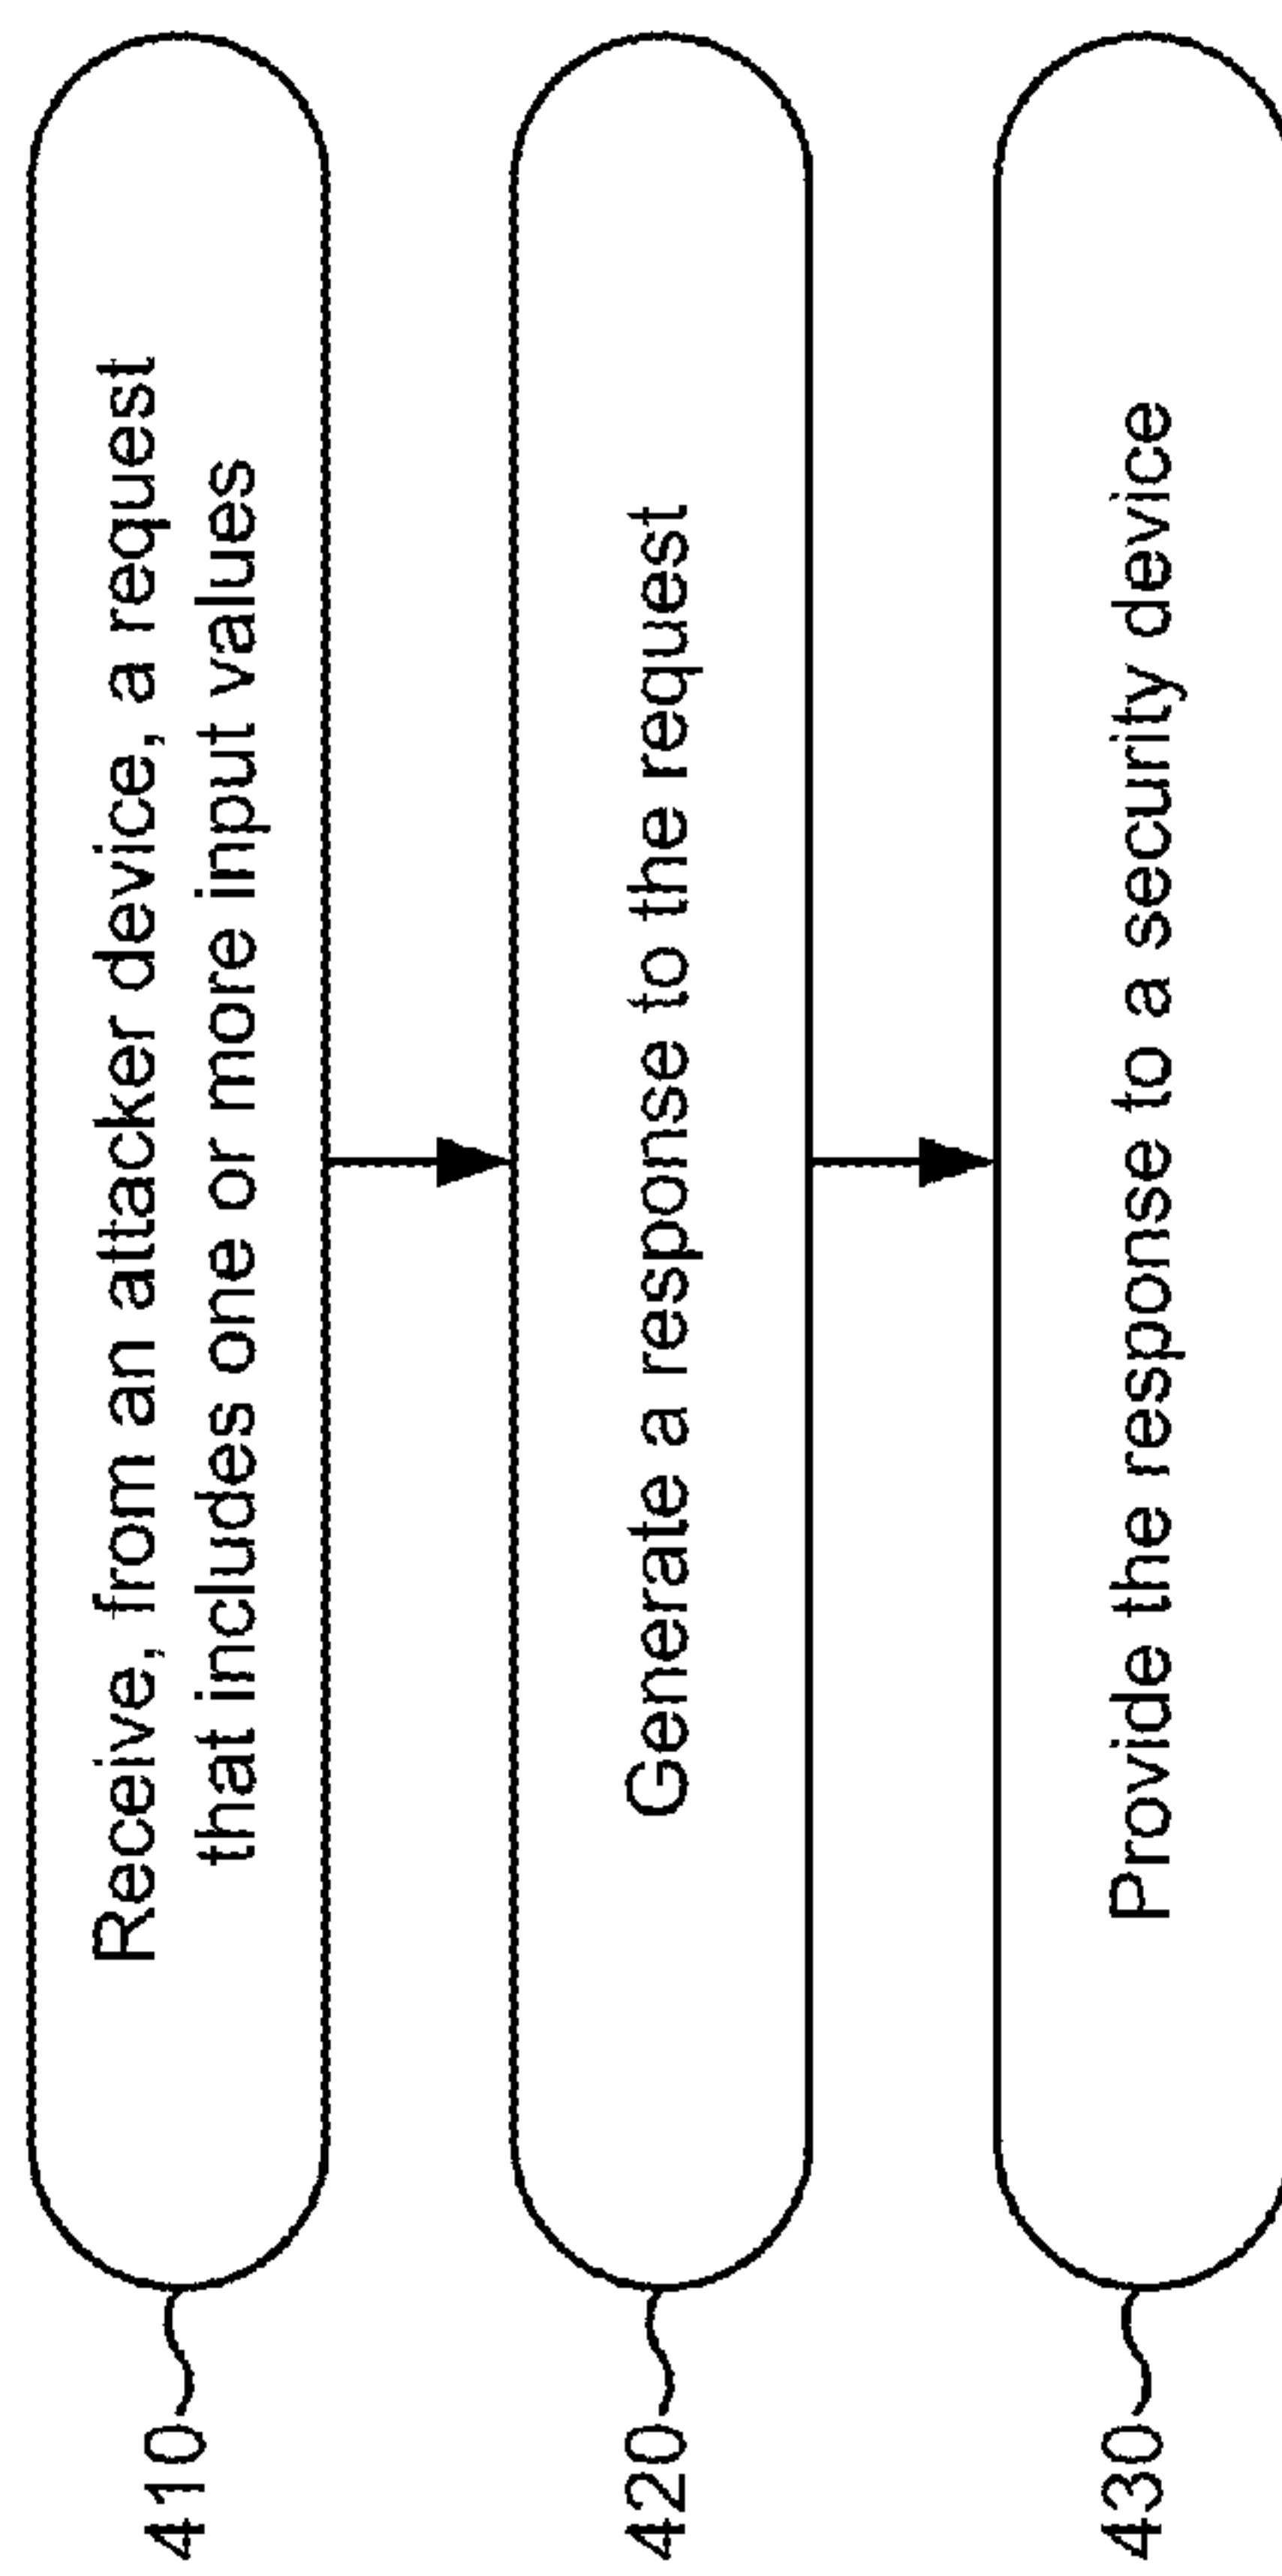 410
Receive, from an attacker device, a request
that includes one or more input values
420
Generate a response to the request
430
Provide the response to a security device